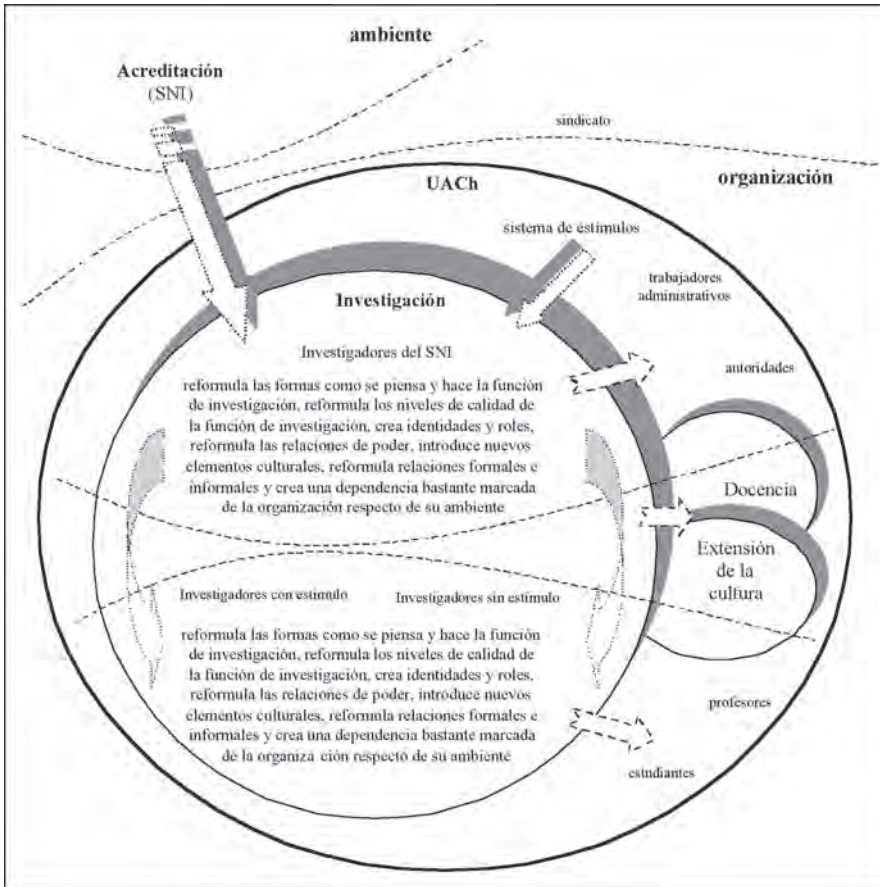 ambiente
Acreditación
(SNI)
sindicato
organización
UACh
sistema de estímulos
trabajadores
administrativos
Investigación
Investigadores del SNI
autoridades
reformula las formas como se piensa y hace la función
de investigación, reformula los niveles de calidad de
la función de investigación, crea identidades y roles,
reformula las relaciones de poder, introduce nuevos
elementos culturales, reformula relaciones formales e
informales y crea una dependencia bastante marcada
de la organización respecto de su ambiente
Docencia
Extensión
de la
cultura
Investigadores con estímulo
Investigadores sin estímulo
reformula las formas como se piensa y hace la función
de investigación, reformula los niveles de calidad de
la función de investigación, crea identidades y roles,
reformula las relaciones de poder, introduce nuevos
elementos culturales, reformula relaciones formales e
informales y crea una dependencia bastante marcada
de la organiza ción respecto de su ambiente
profesores
estudiantes